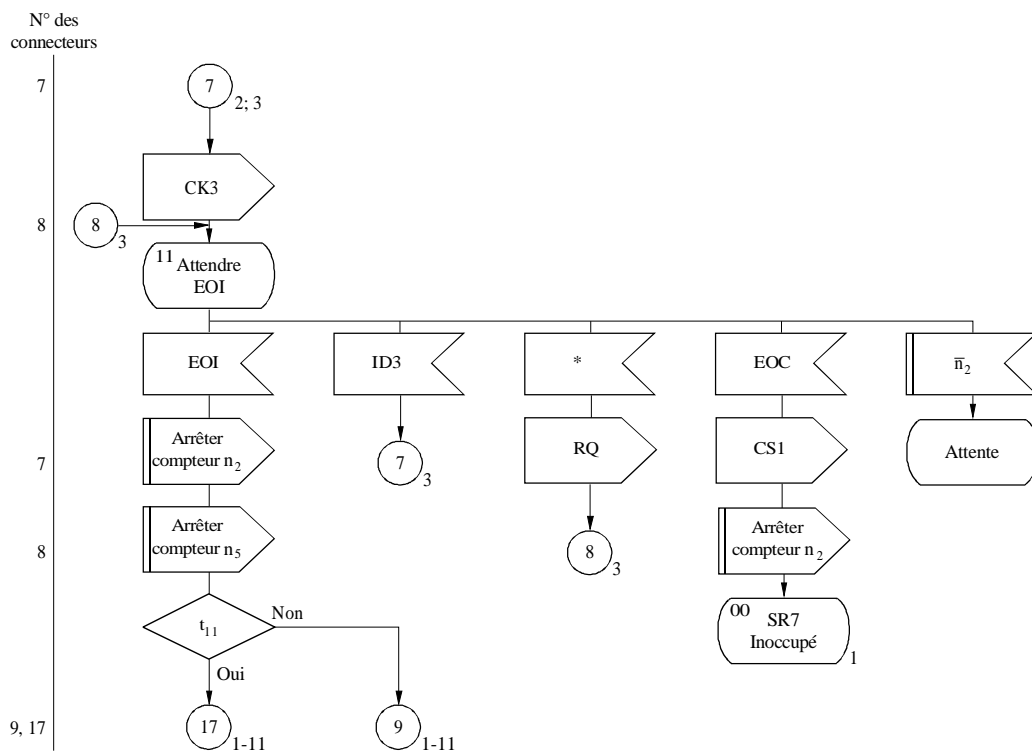 N° des
connecteurs
7
7
2; 3
CK3
8
8
3
11 Attendre
EOI
EOI
ID3
*
EOC
n̅₂
Arrêter
compteur n₂
7
3
RQ
CS1
Attente
7
Arrêter
compteur n₅
8
3
Arrêter
compteur n₂
8
t₁₁
Non
Oui
00
SR7
Inoccupé
1
9, 17
17
1-11
9
1-11